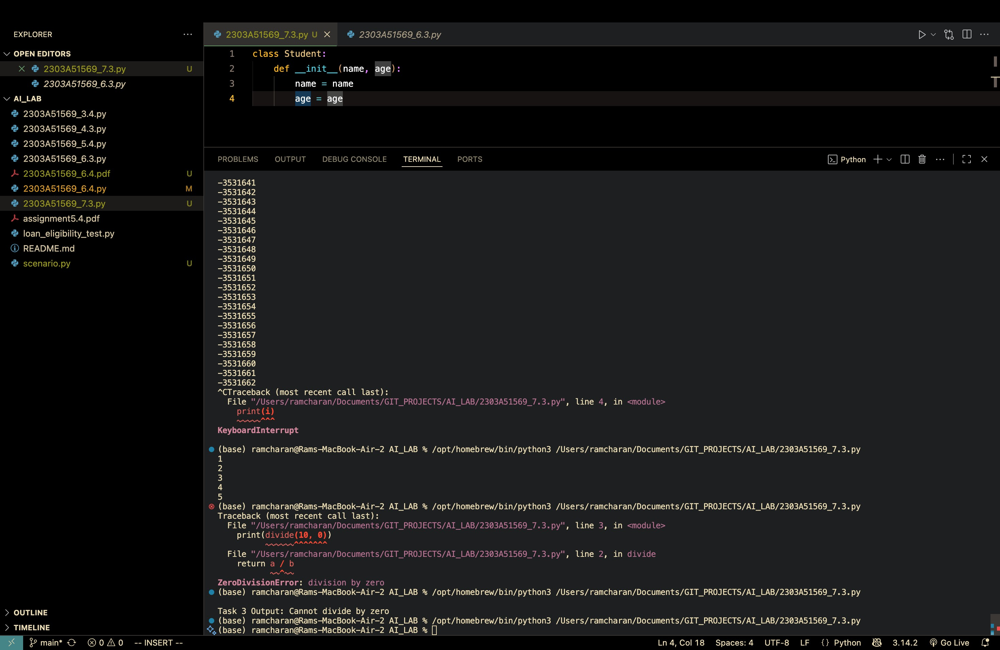 EXPLORER
OPEN EDITORS
2303A51569_7.3.py U
2303A51569_6.3.py
AI_LAB
2303A51569_3.4.py
2303A51569_4.3.py
2303A51569_5.4.py
2303A51569_6.3.py
2303A51569_6.4.pdf U
2303A51569_6.4.py M
2303A51569_7.3.py U
assignment5.4.pdf
loan_eligibility_test.py
README.md
scenario.py U
OUTLINE
TIMELINE
2303A51569_7.3.py U 2303A51569_6.3.py
1 class Student:
2 def __init__(name, age):
3 name = name
4 age = age
PROBLEMS OUTPUT DEBUG CONSOLE TERMINAL PORTS Python
-3531641
-3531642
-3531643
-3531644
-3531645
-3531646
-3531647
-3531648
-3531649
-3531650
-3531651
-3531652
-3531653
-3531654
-3531655
-3531656
-3531657
-3531658
-3531659
-3531660
-3531661
-3531662
^CTraceback (most recent call last):
File "/Users/ramcharan/Documents/GIT_PROJECTS/AI_LAB/2303A51569_7.3.py", line 4, in <module>
print(i)
~~~~~^^^
KeyboardInterrupt
(base) ramcharan@Rams-MacBook-Air-2 AI_LAB % /opt/homebrew/bin/python3 /Users/ramcharan/Documents/GIT_PROJECTS/AI_LAB/2303A51569_7.3.py
1
2
3
4
5
(base) ramcharan@Rams-MacBook-Air-2 AI_LAB % /opt/homebrew/bin/python3 /Users/ramcharan/Documents/GIT_PROJECTS/AI_LAB/2303A51569_7.3.py
Traceback (most recent call last):
File "/Users/ramcharan/Documents/GIT_PROJECTS/AI_LAB/2303A51569_7.3.py", line 3, in <module>
print(divide(10, 0))
~~~~~~^^^^^^^
File "/Users/ramcharan/Documents/GIT_PROJECTS/AI_LAB/2303A51569_7.3.py", line 2, in divide
return a / b
~~^~~
ZeroDivisionError: division by zero
(base) ramcharan@Rams-MacBook-Air-2 AI_LAB % /opt/homebrew/bin/python3 /Users/ramcharan/Documents/GIT_PROJECTS/AI_LAB/2303A51569_7.3.py
Task 3 Output: Cannot divide by zero
(base) ramcharan@Rams-MacBook-Air-2 AI_LAB % /opt/homebrew/bin/python3 /Users/ramcharan/Documents/GIT_PROJECTS/AI_LAB/2303A51569_7.3.py
(base) ramcharan@Rams-MacBook-Air-2 AI_LAB %
main* 0 0 -- INSERT -- Ln 4, Col 18 Spaces: 4 UTF-8 LF {} Python 3.14.2 Go Live